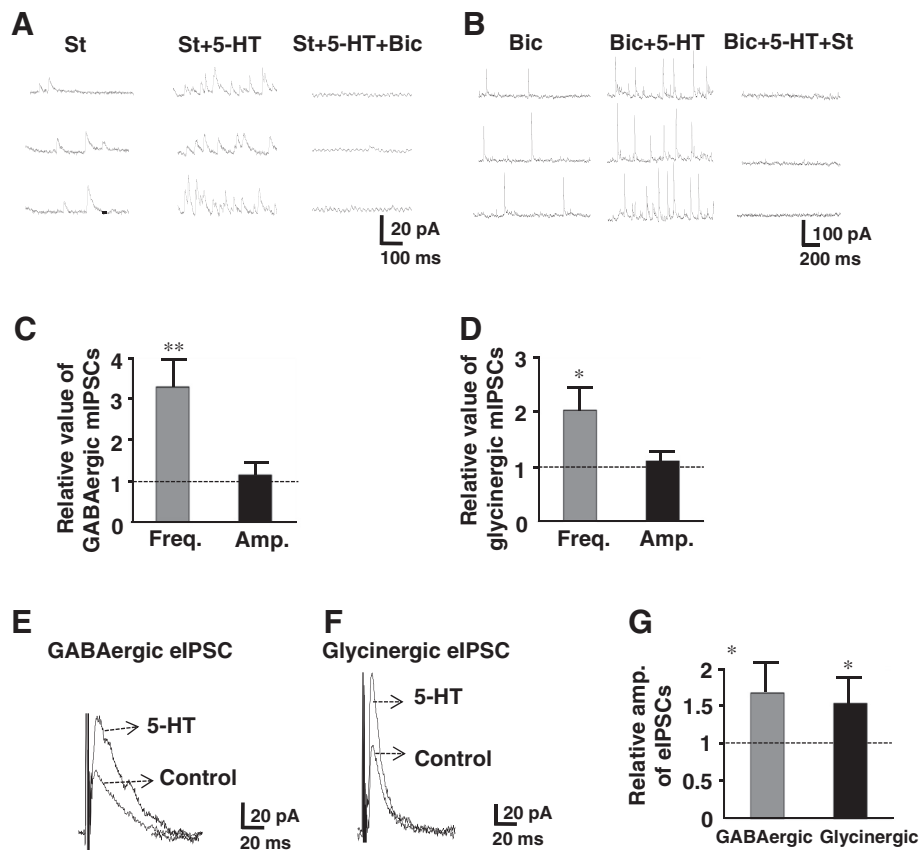 A
St
St+5-HT
St+5-HT+Bic
20 pA
100 ms
B
Bic
Bic+5-HT
Bic+5-HT+St
100 pA
200 ms
C
Relative value of
GABAergic mIPSCs
4
3
2
1
0
**
Freq.
Amp.
D
Relative value of
glycinergic mIPSCs
3
2
1
0
*
Freq.
Amp.
E
GABAergic eIPSC
5-HT
Control
20 pA
20 ms
F
Glycinergic eIPSC
5-HT
Control
20 pA
20 ms
G
Relative amp.
of eIPSCs
2
1.5
1
0.5
0
*
*
GABAergic
Glycinergic